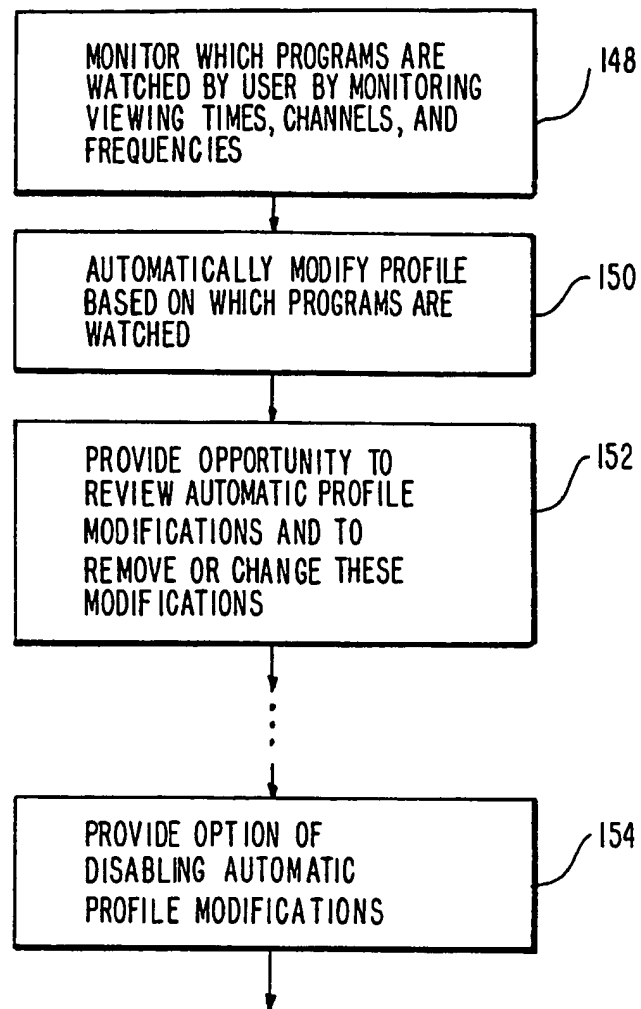 MONITOR WHICH PROGRAMS ARE
WATCHED BY USER BY MONITORING
VIEWING TIMES, CHANNELS, AND
FREQUENCIES
148
AUTOMATICALLY MODIFY PROFILE
BASED ON WHICH PROGRAMS ARE
WATCHED
150
PROVIDE OPPORTUNITY TO
REVIEW AUTOMATIC PROFILE
MODIFICATIONS AND TO
REMOVE OR CHANGE THESE
MODIFICATIONS
152
PROVIDE OPTION OF
DISABLING AUTOMATIC
PROFILE MODIFICATIONS
154